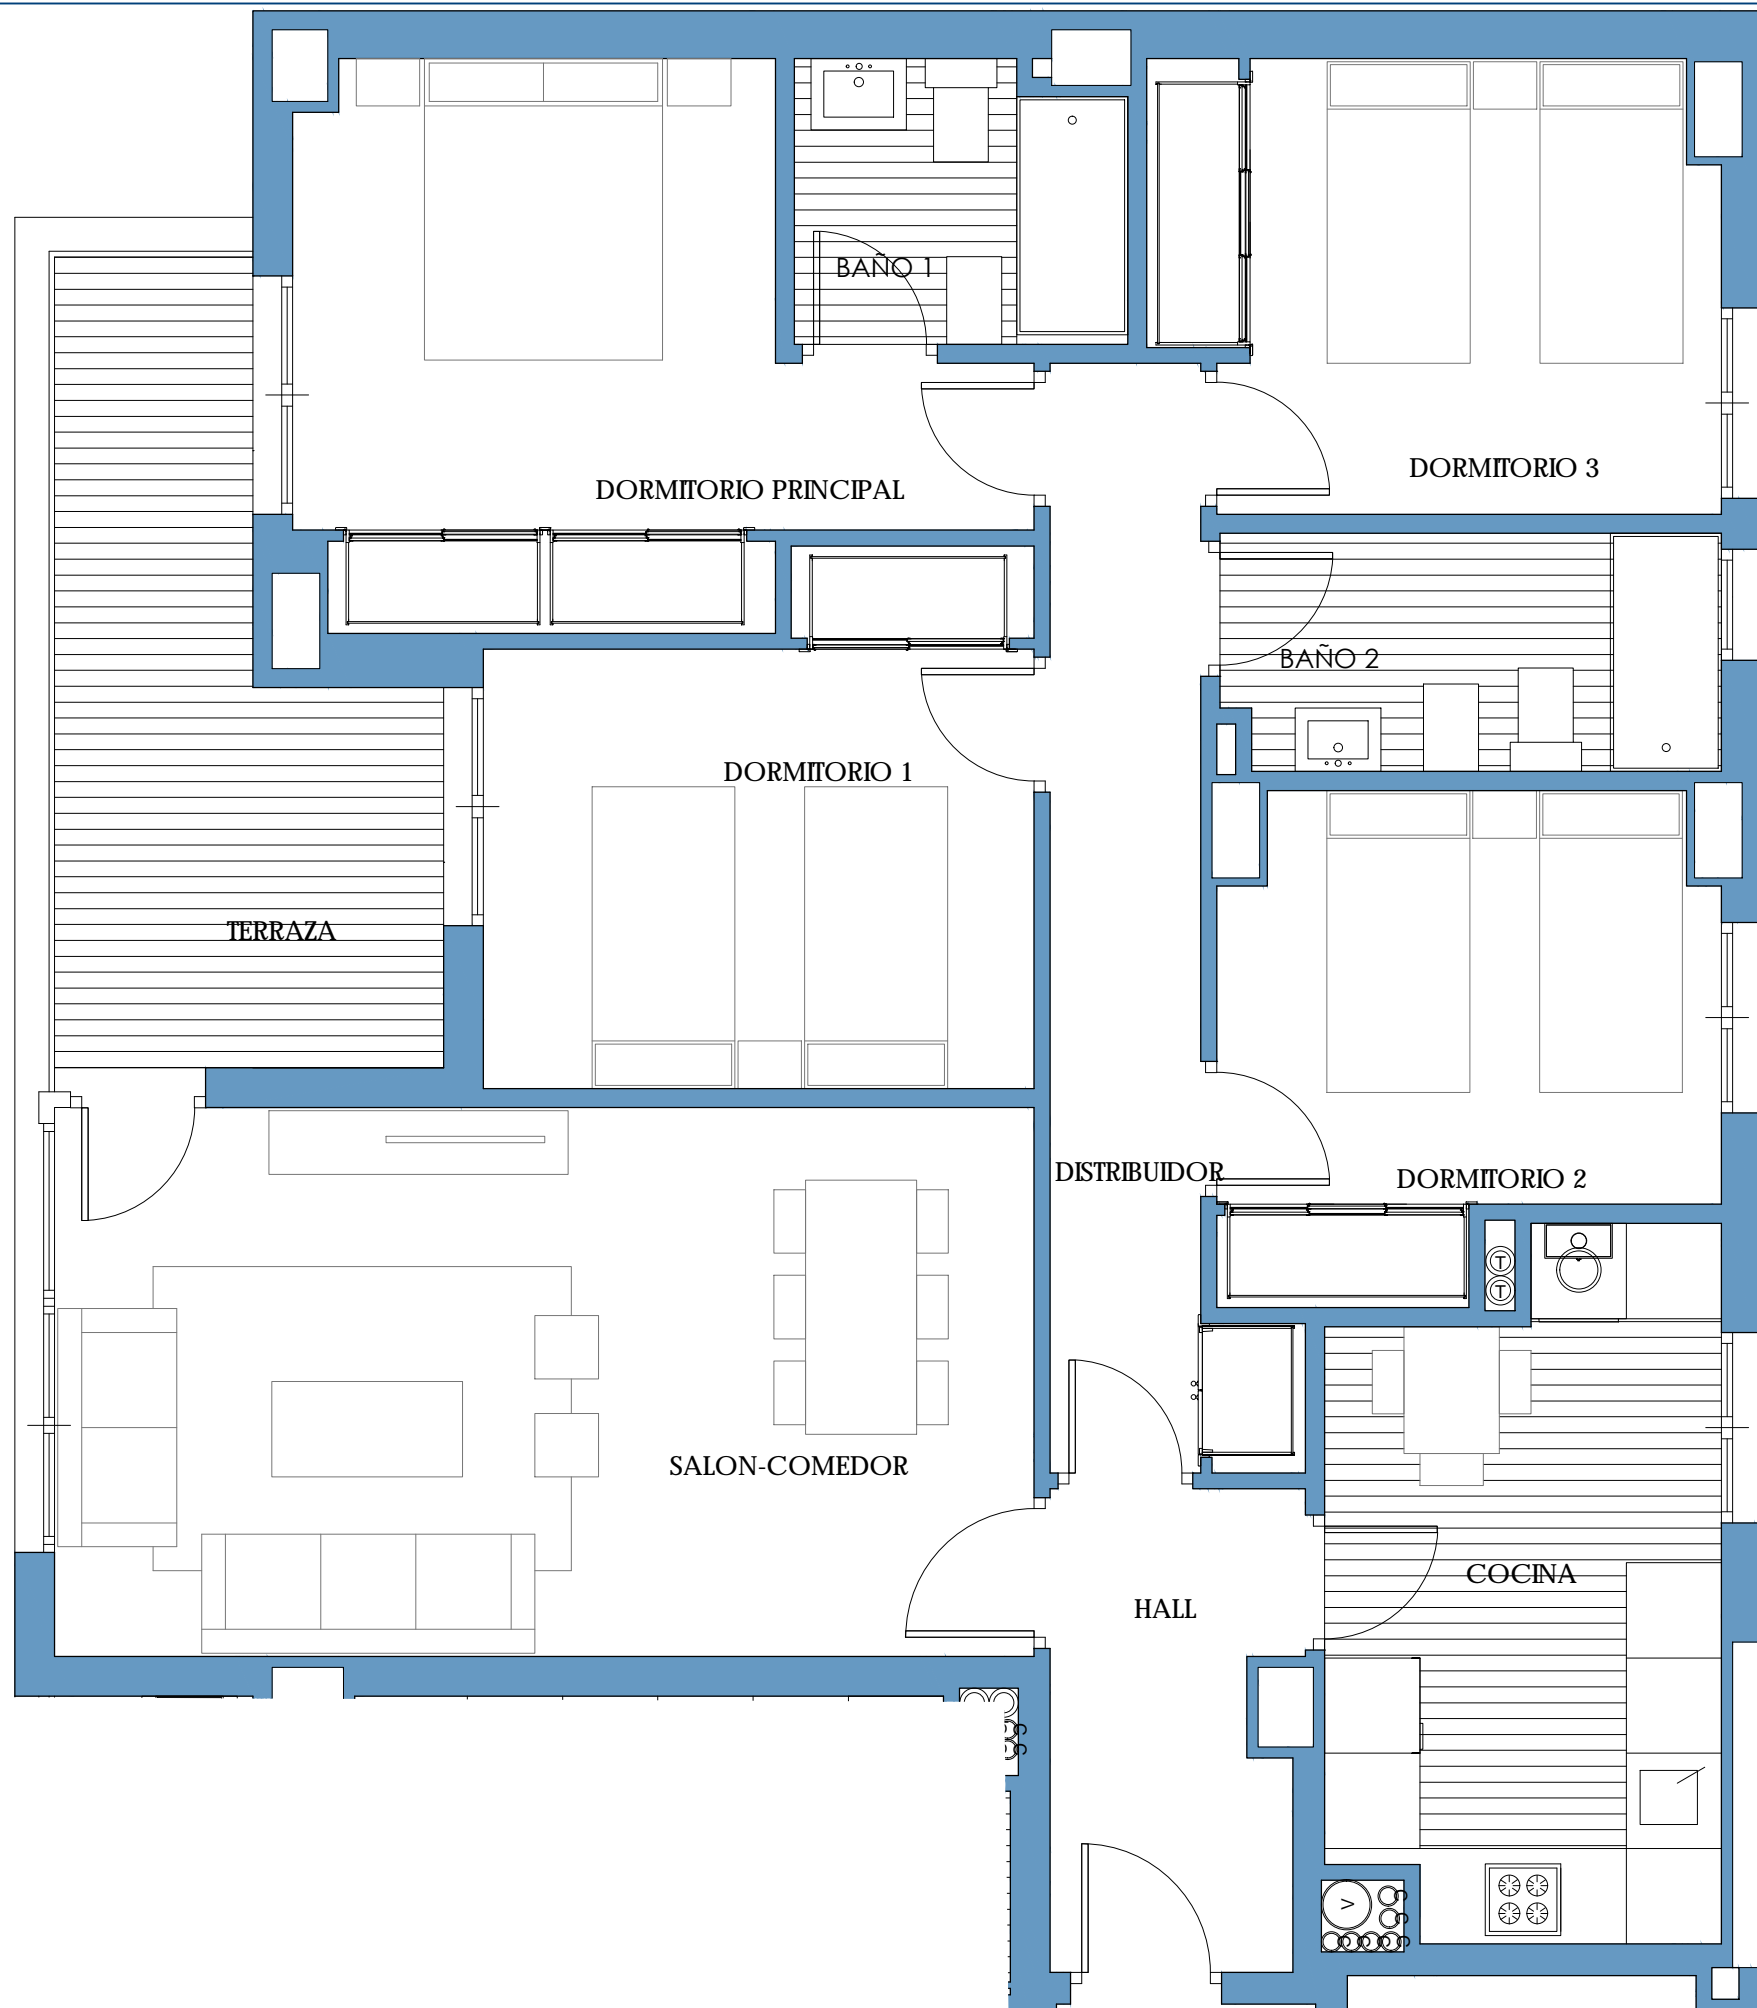 BAÑO 1
DORMITORIO 3
DORMITORIO PRINCIPAL
BAÑO 2
DORMITORIO 1
TERRAZA
DISTRIBUIDOR
DORMITORIO 2
T
T
SALON-COMEDOR
COCINA
HALL
C
C
V
C
C
C
C
C
C
C